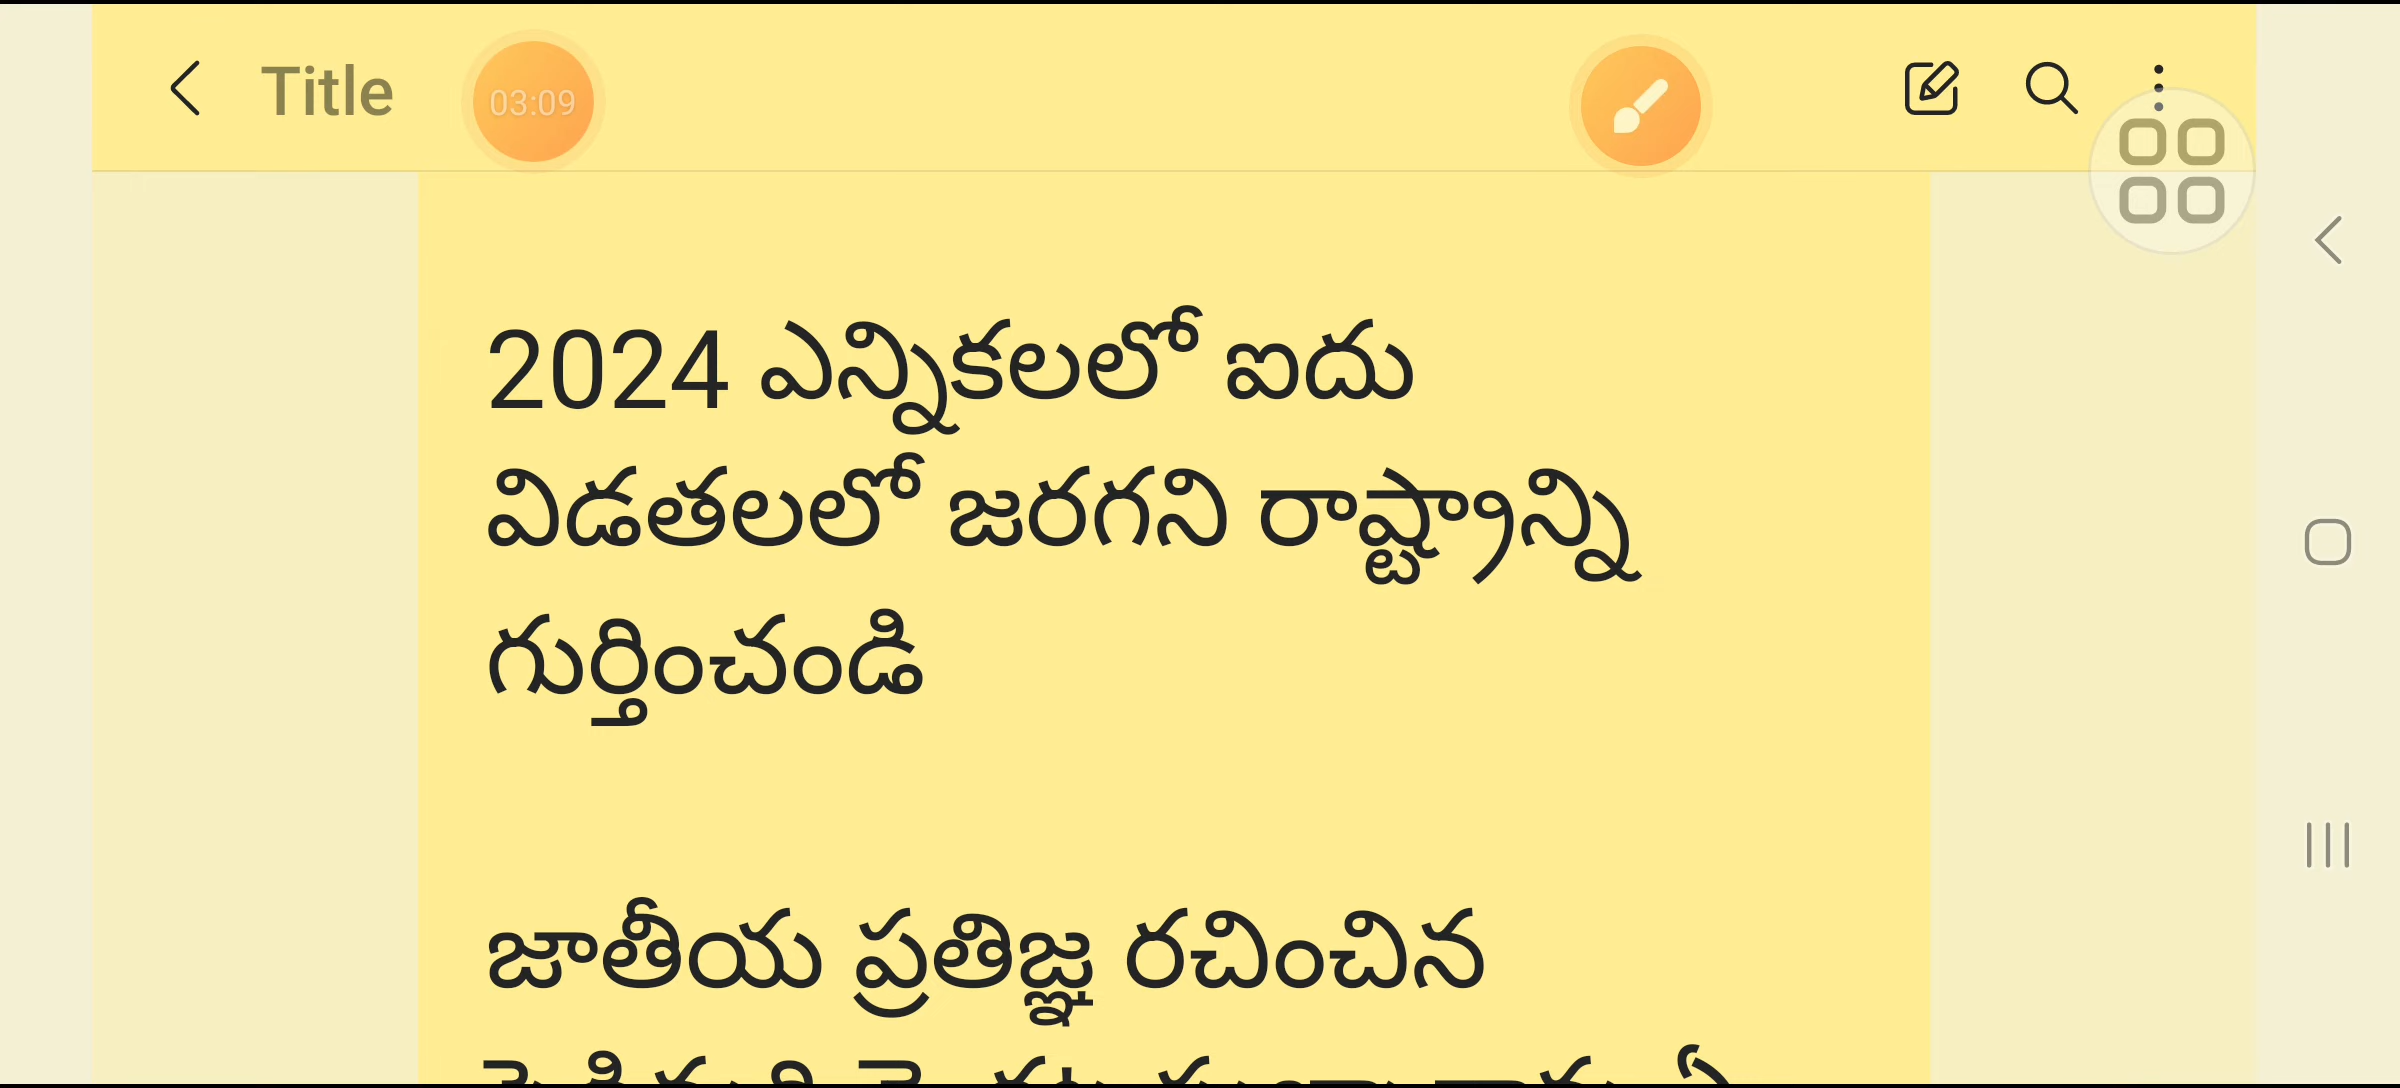 Title
03:09
2024 ఎన్నికలలో ఐదు
విడతలలో జరగని రాష్ట్రాన్ని
గుర్తించండి
జాతీయ ప్రతిజ్ఞ రచించిన